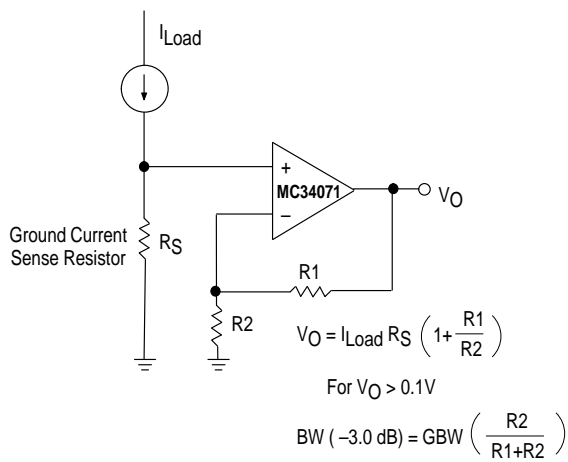 ILoad
+
MC34071
–
VO
Ground Current
Sense Resistor
RS
R1
R2
VO = ILoad RS ( 1+ R1/R2 )
For VO > 0.1V
BW ( –3.0 dB) = GBW ( R2/R1+R2 )